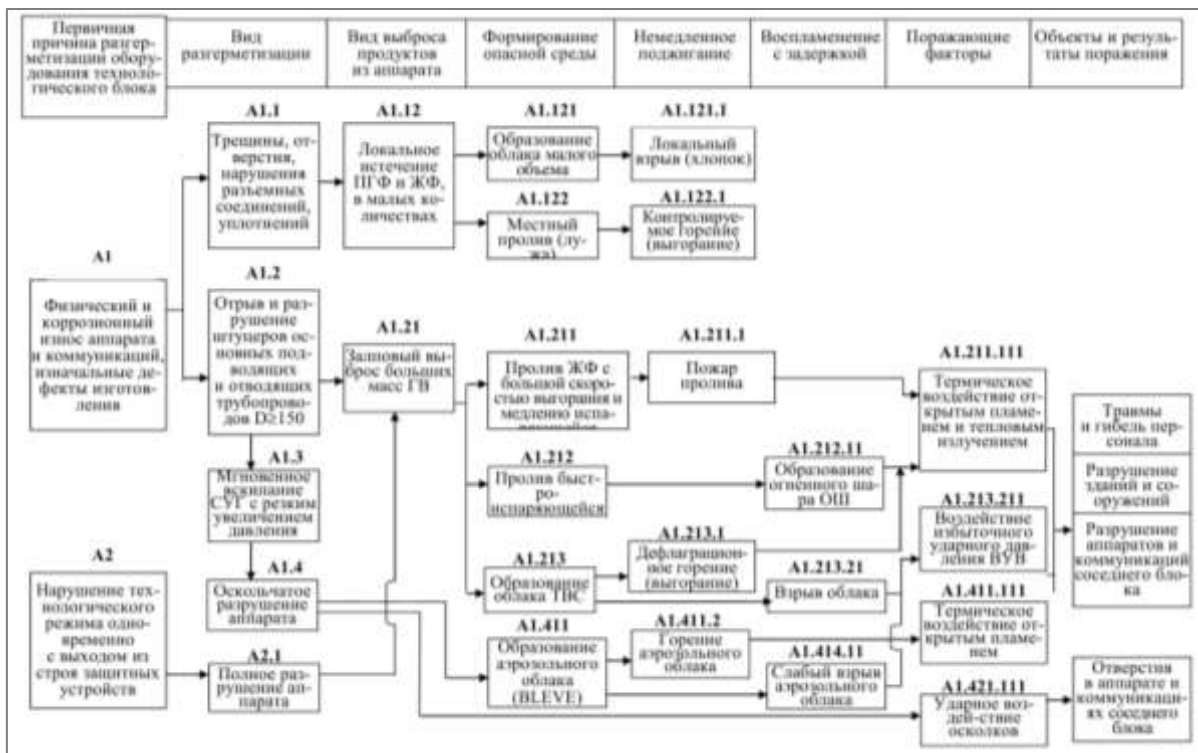 Первичная
причина разгер-
метизации обору-
дования техноло-
гического блока
Вид
разгерметизации
Вид выброса
продуктов
из аппарата
Формирование
опасной среды
Немедленное
поджигание
Воспламенение
с задержкой
Поражающие
факторы
Объекты и резуль-
таты поражения
А1.1
Трещины, от-
верстия,
нарушения
разъемных
соединений,
уплотнений
А1.12
Локальное
истечение
ПГФ и ЖФ,
в малых ко-
личествах
А1.121
Образование
облака малого
объема
А1.121.1
Локальный
взрыв (хлопок)
А1.122
Местный
пролив (лу-
жа)
А1.122.1
Контролируе-
мое горение
(выгорание)
А1
Физический и
коррозионный
износ аппарата
и коммуникаций,
изначальные де-
фекты изготов-
ления
А1.2
Отрыв и раз-
рушение
штуцеров ос-
новных под-
водящих
и отводящих
трубопрово-
дов D≥150
А1.21
Залповый вы-
брос больших
масс ГВ
А1.211
Пролив ЖФ с
большой скоро-
стью выгорания и
медленно испа-
ряющейся
А1.211.1
Пожар
пролива
А1.211.111
Термическое
воздействие от-
крытым пламе-
нем и тепловым
излучением
А1.212
Пролив быст-
ро-
испаряющейся
А1.212.11
Образование
огненного ша-
ра ОШ
А1.3
Мгновенное
вскипание
СУГ с резким
увеличением
давления
А1.213
Образование
облака ТВС
А1.213.1
Дефлаграцион-
ное горение
(выгорание)
А1.213.21
Взрыв облака
А1.213.211
Воздействие
избыточного
ударного дав-
ления ВУВ
Травмы
и гибель пер-
сонала
Разрушение
зданий и со-
оружений
Разрушение
аппаратов и
коммуникаций
соседнего бло-
ка
А2
Нарушение тех-
нологического
режима одно-
временно
с выходом из
строя защитных
устройств
А1.4
Оскольчатое
разрушение
аппарата
А2.1
Полное раз-
рушение ап-
парата
А1.411
Образование
аэрозольного
облака
(BLEVE)
А1.411.2
Горение
аэрозольного
облака
А1.414.11
Слабый взрыв
аэрозольного
облака
А1.411.111
Термическое
воздействие от-
крытым пламе-
нем
А1.421.111
Ударное воз-
дей-ствие
осколков
Отверстия
в аппарате и
коммуникаци-
ях соседнего
блока